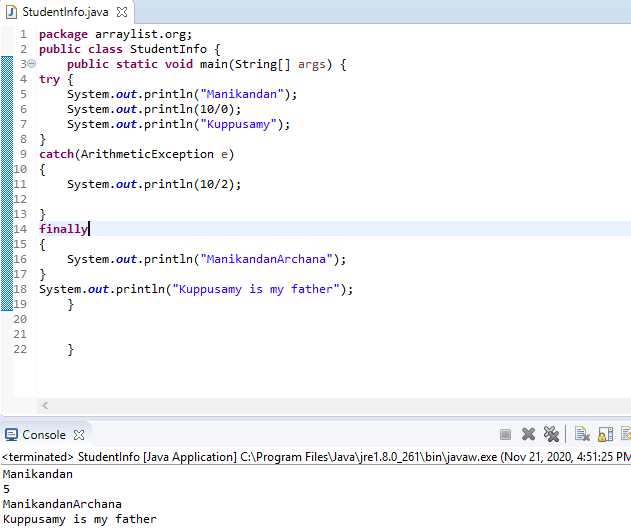 StudentInfo.java
1 package arraylist.org;
2 public class StudentInfo {
3 public static void main(String[] args) {
4 try {
5 System.out.println("Manikandan");
6 System.out.println(10/0);
7 System.out.println("Kuppusamy");
8 }
9 catch(ArithmeticException e)
10 {
11 System.out.println(10/2);
12
13 }
14 finally
15 {
16 System.out.println("ManikandanArchana");
17 }
18 System.out.println("Kuppusamy is my father");
19 }
20
21
22 }
Console
<terminated> StudentInfo [Java Application] C:\Program Files\Java\jre1.8.0_261\bin\javaw.exe (Nov 21, 2020, 4:51:25 PM
Manikandan
5
ManikandanArchana
Kuppusamy is my father